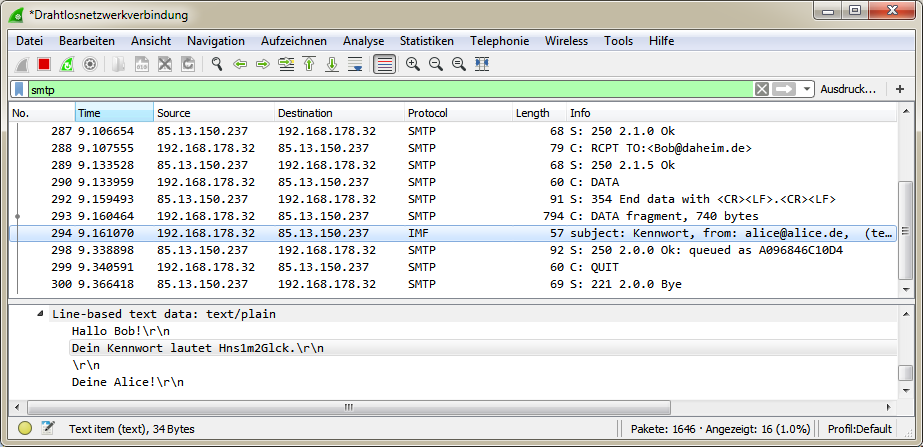 *Drahtlosnetzwerkverbindung
Datei Bearbeiten Ansicht Navigation Aufzeichnen Analyse Statistiken Telephonie Wireless Tools Hilfe
smtp Ausdruck… +
No. Time Source Destination Protocol Length Info
287 9.106654 85.13.150.237 192.168.178.32 SMTP 68 S: 250 2.1.0 Ok
288 9.107555 192.168.178.32 85.13.150.237 SMTP 79 C: RCPT TO:<Bob@daheim.de>
289 9.133528 85.13.150.237 192.168.178.32 SMTP 68 S: 250 2.1.5 Ok
290 9.133959 192.168.178.32 85.13.150.237 SMTP 60 C: DATA
292 9.159493 85.13.150.237 192.168.178.32 SMTP 91 S: 354 End data with <CR><LF>.<CR><LF>
293 9.160464 192.168.178.32 85.13.150.237 SMTP 794 C: DATA fragment, 740 bytes
294 9.161070 192.168.178.32 85.13.150.237 IMF 57 subject: Kennwort, from: alice@alice.de, (te…
298 9.338898 85.13.150.237 192.168.178.32 SMTP 92 S: 250 2.0.0 Ok: queued as A096846C10D4
299 9.340591 192.168.178.32 85.13.150.237 SMTP 60 C: QUIT
300 9.366418 85.13.150.237 192.168.178.32 SMTP 69 S: 221 2.0.0 Bye
Line-based text data: text/plain
Hallo Bob!\r\n
Dein Kennwort lautet Hns1m2Glck.\r\n
\r\n
Deine Alice!\r\n
Text item (text), 34 Bytes Pakete: 1646 · Angezeigt: 16 (1.0%) Profil:Default